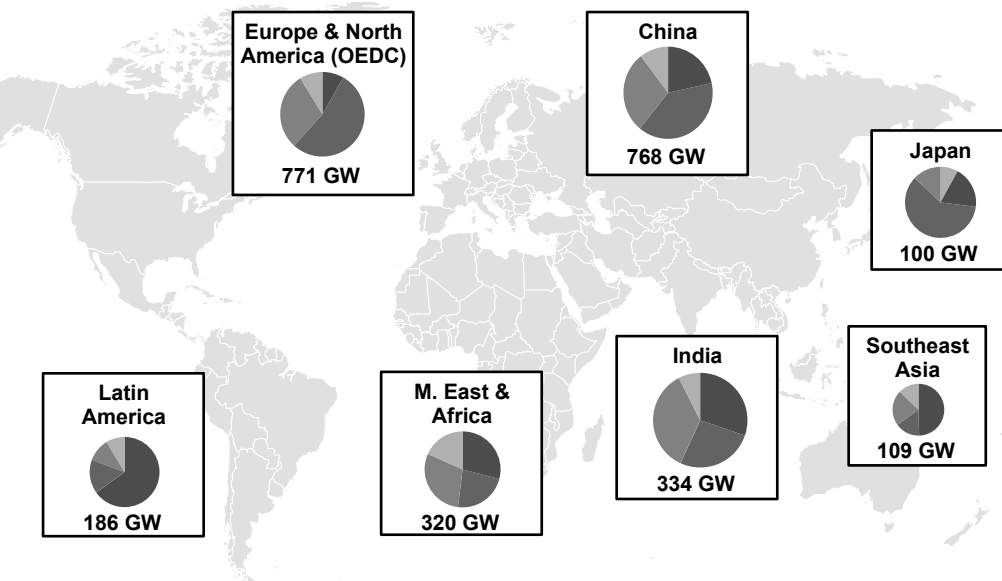 Europe & North
America (OEDC)
771 GW
China
768 GW
Japan
100 GW
Latin
America
186 GW
M. East &
Africa
320 GW
India
334 GW
Southeast
Asia
109 GW